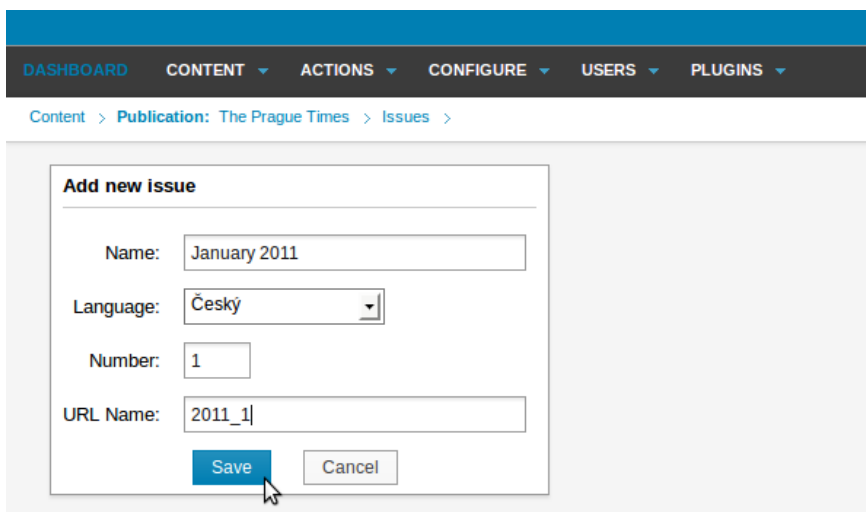 DASHBOARD CONTENT ACTIONS CONFIGURE USERS PLUGINS
Content > Publication: The Prague Times > Issues >
Add new issue
Name: January 2011
Language: Český
Number: 1
URL Name: 2011_1
Save Cancel